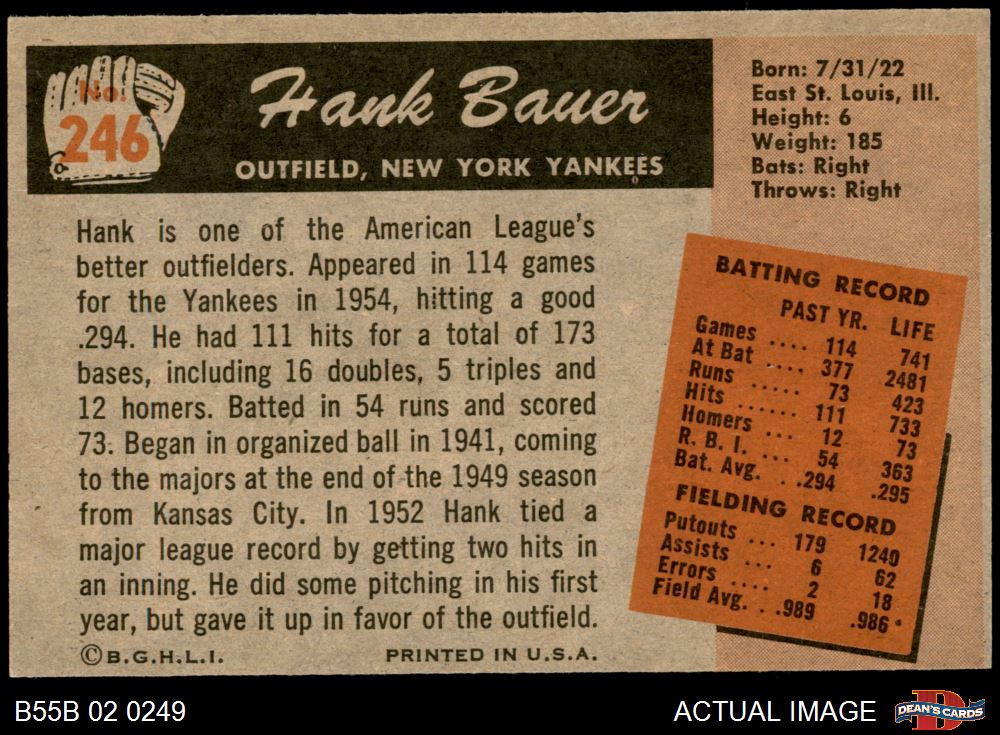 No.
246
Hank Bauer
OUTFIELD, NEW YORK YANKEES
Born: 7/31/22
East St. Louis, Ill.
Height: 6
Weight: 185
Bats: Right
Throws: Right
Hank is one of the American League's
better outfielders. Appeared in 114 games
for the Yankees in 1954, hitting a good
.294. He had 111 hits for a total of 173
bases, including 16 doubles, 5 triples and
12 homers. Batted in 54 runs and scored
73. Began in organized ball in 1941, coming
to the majors at the end of the 1949 season
from Kansas City. In 1952 Hank tied a
major league record by getting two hits in
an inning. He did some pitching in his first
year, but gave it up in favor of the outfield.
©B.G.H.L.I. PRINTED IN U.S.A.
BATTING RECORD
PAST YR. LIFE
Games .... 114 741
At Bat .... 377 2481
Runs ..... 73 423
Hits ...... 111 733
Homers ... 12 73
R. B. I. .... 54 363
Bat. Avg. . .294 .295
FIELDING RECORD
Putouts ... 179 1240
Assists ... 6 62
Errors .... 2 18
Field Avg. . .989 .986
B55B 02 0249
ACTUAL IMAGE
DEAN'S CARDS